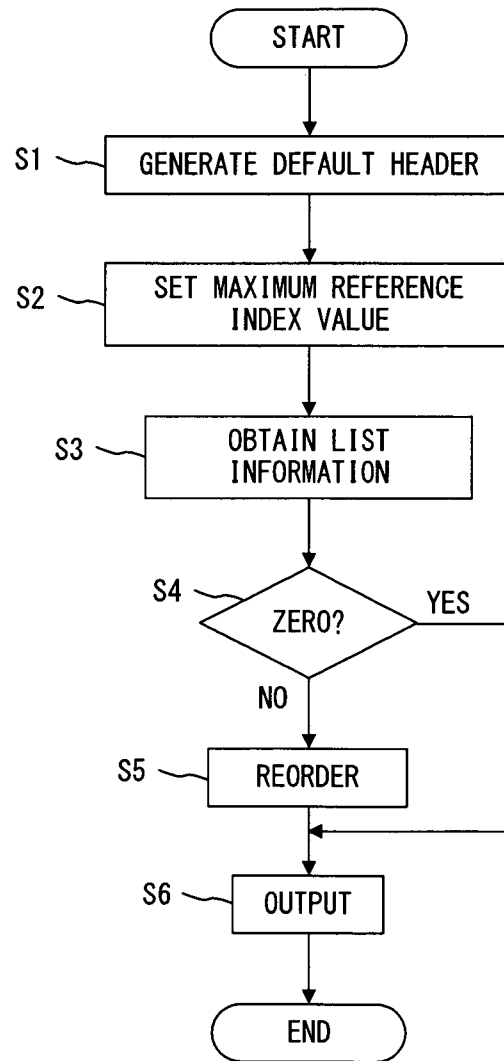 START
S1
GENERATE DEFAULT HEADER
S2
SET MAXIMUM REFERENCE
INDEX VALUE
S3
OBTAIN LIST
INFORMATION
S4
ZERO?
YES
NO
S5
REORDER
S6
OUTPUT
END